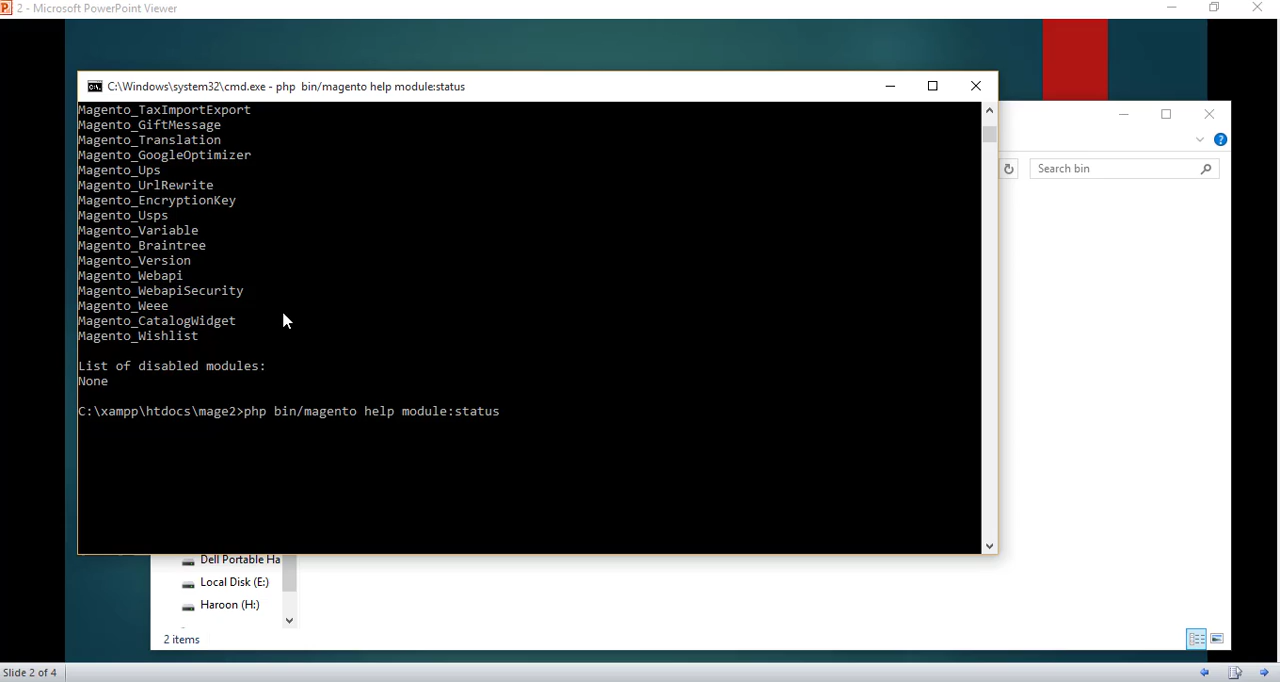 2 - Microsoft PowerPoint Viewer
C:\Windows\system32\cmd.exe - php  bin/magento help module:status
Magento_TaxImportExport
Magento_GiftMessage
Magento_Translation
Magento_GoogleOptimizer
Magento_Ups
Magento_UrlRewrite
Magento_EncryptionKey
Magento_Usps
Magento_Variable
Magento_Braintree
Magento_Version
Magento_Webapi
Magento_WebapiSecurity
Magento_Weee
Magento_CatalogWidget
Magento_Wishlist
List of disabled modules:
None
C:\xampp\htdocs\mage2>php bin/magento help module:status
Search bin
Dell Portable Ha
Local Disk (E:)
Haroon (H:)
2 items
Slide 2 of 4